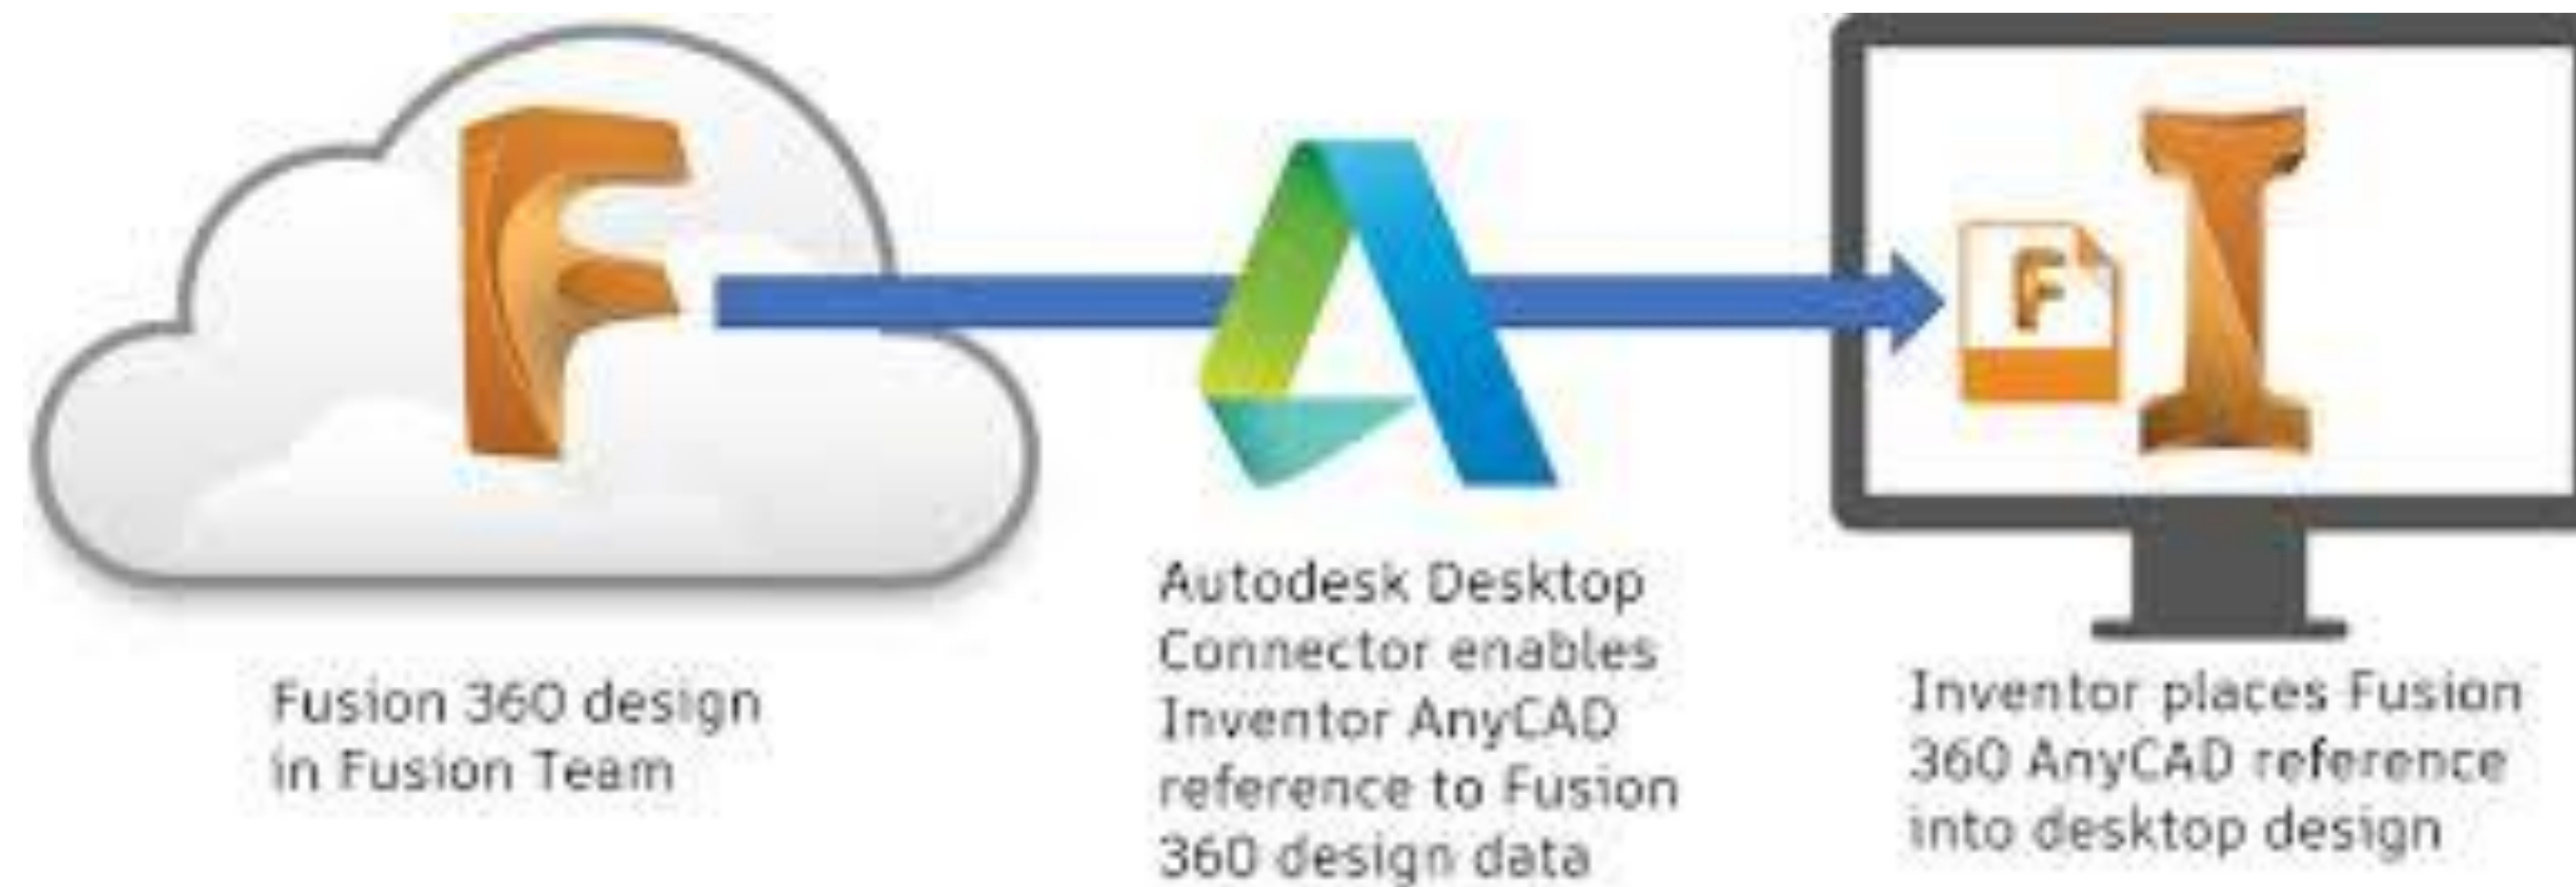 Fusion 360 design
in Fusion Team
Autodesk Desktop
Connector enables
Inventor AnyCAD
reference to Fusion
360 design data
F
Inventor places Fusion
360 AnyCAD reference
into desktop design